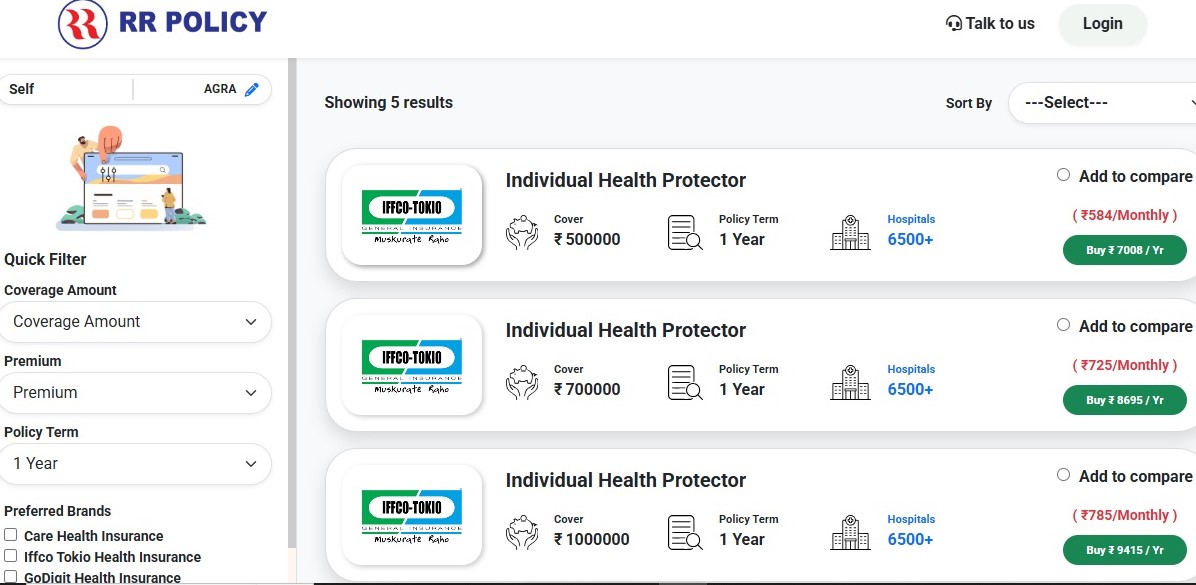 RR POLICY
Talk to us
Login
Self
AGRA
Showing 5 results
Sort By
---Select---
Quick Filter
Coverage Amount
Coverage Amount
Premium
Premium
Policy Term
1 Year
Preferred Brands
Care Health Insurance
Iffco Tokio Health Insurance
GoDigit Health Insurance
IFFCO-TOKIO
GENERAL INSURANCE
Muskurate Raho
Individual Health Protector
Cover
₹ 500000
Policy Term
1 Year
Hospitals
6500+
Add to compare
( ₹584/Monthly )
Buy ₹ 7008 / Yr
IFFCO-TOKIO
GENERAL INSURANCE
Muskurate Raho
Individual Health Protector
Cover
₹ 700000
Policy Term
1 Year
Hospitals
6500+
Add to compare
( ₹725/Monthly )
Buy ₹ 8695 / Yr
IFFCO-TOKIO
GENERAL INSURANCE
Muskurate Raho
Individual Health Protector
Cover
₹ 1000000
Policy Term
1 Year
Hospitals
6500+
Add to compare
( ₹785/Monthly )
Buy ₹ 9415 / Yr